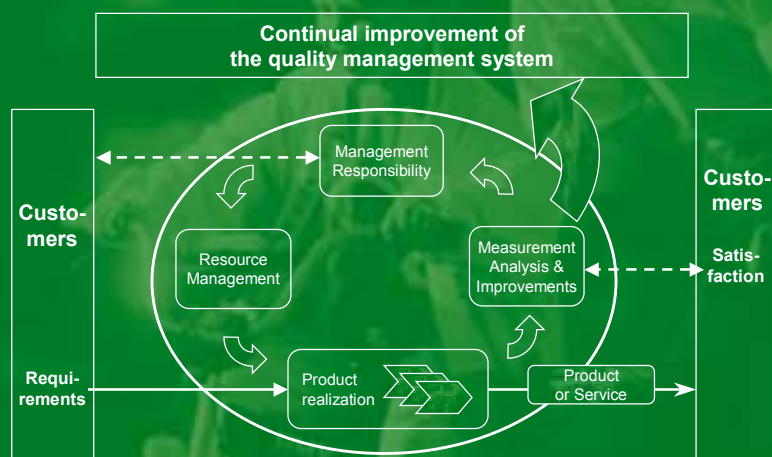 Continual improvement of
the quality management system
Custo-
mers
Requi-
rements
Management
Responsibility
Resource
Management
Measurement
Analysis &
Improvements
Product
realization
Product
or Service
Custo-
mers
Satis-
faction